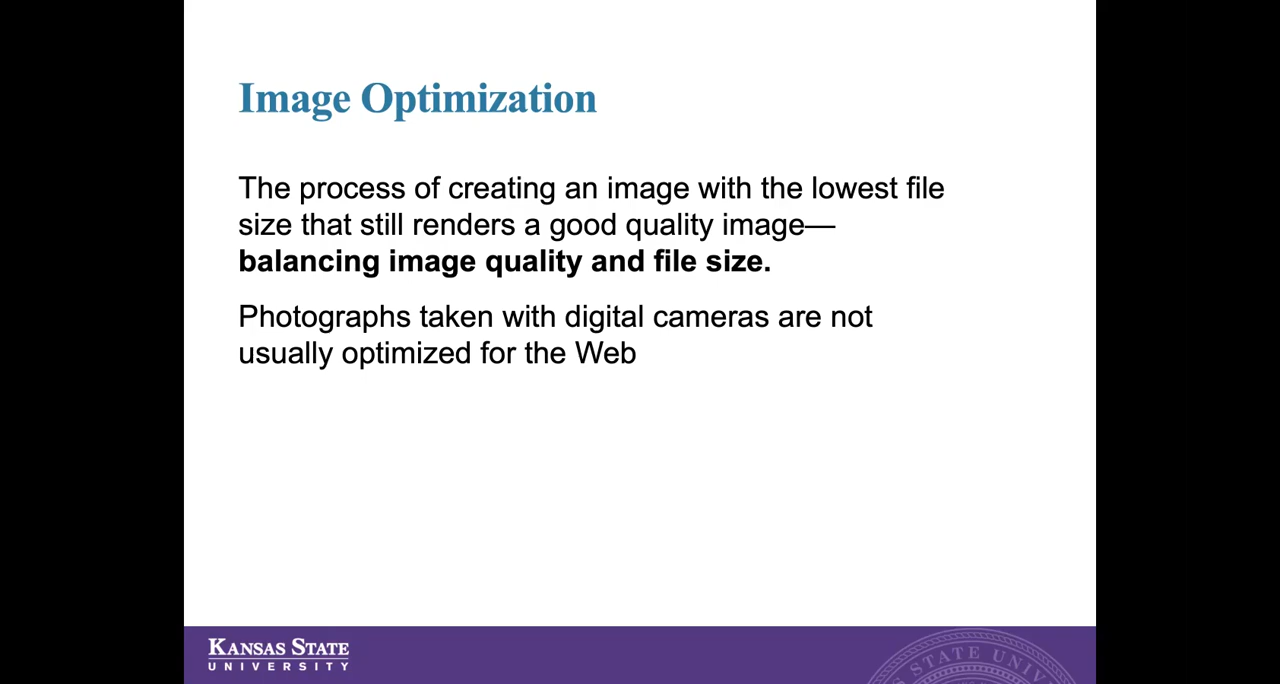 Image Optimization
The process of creating an image with the lowest file
size that still renders a good quality image—
balancing image quality and file size.
Photographs taken with digital cameras are not
usually optimized for the Web
KANSAS STATE
UNIVERSITY
STATE UNIV